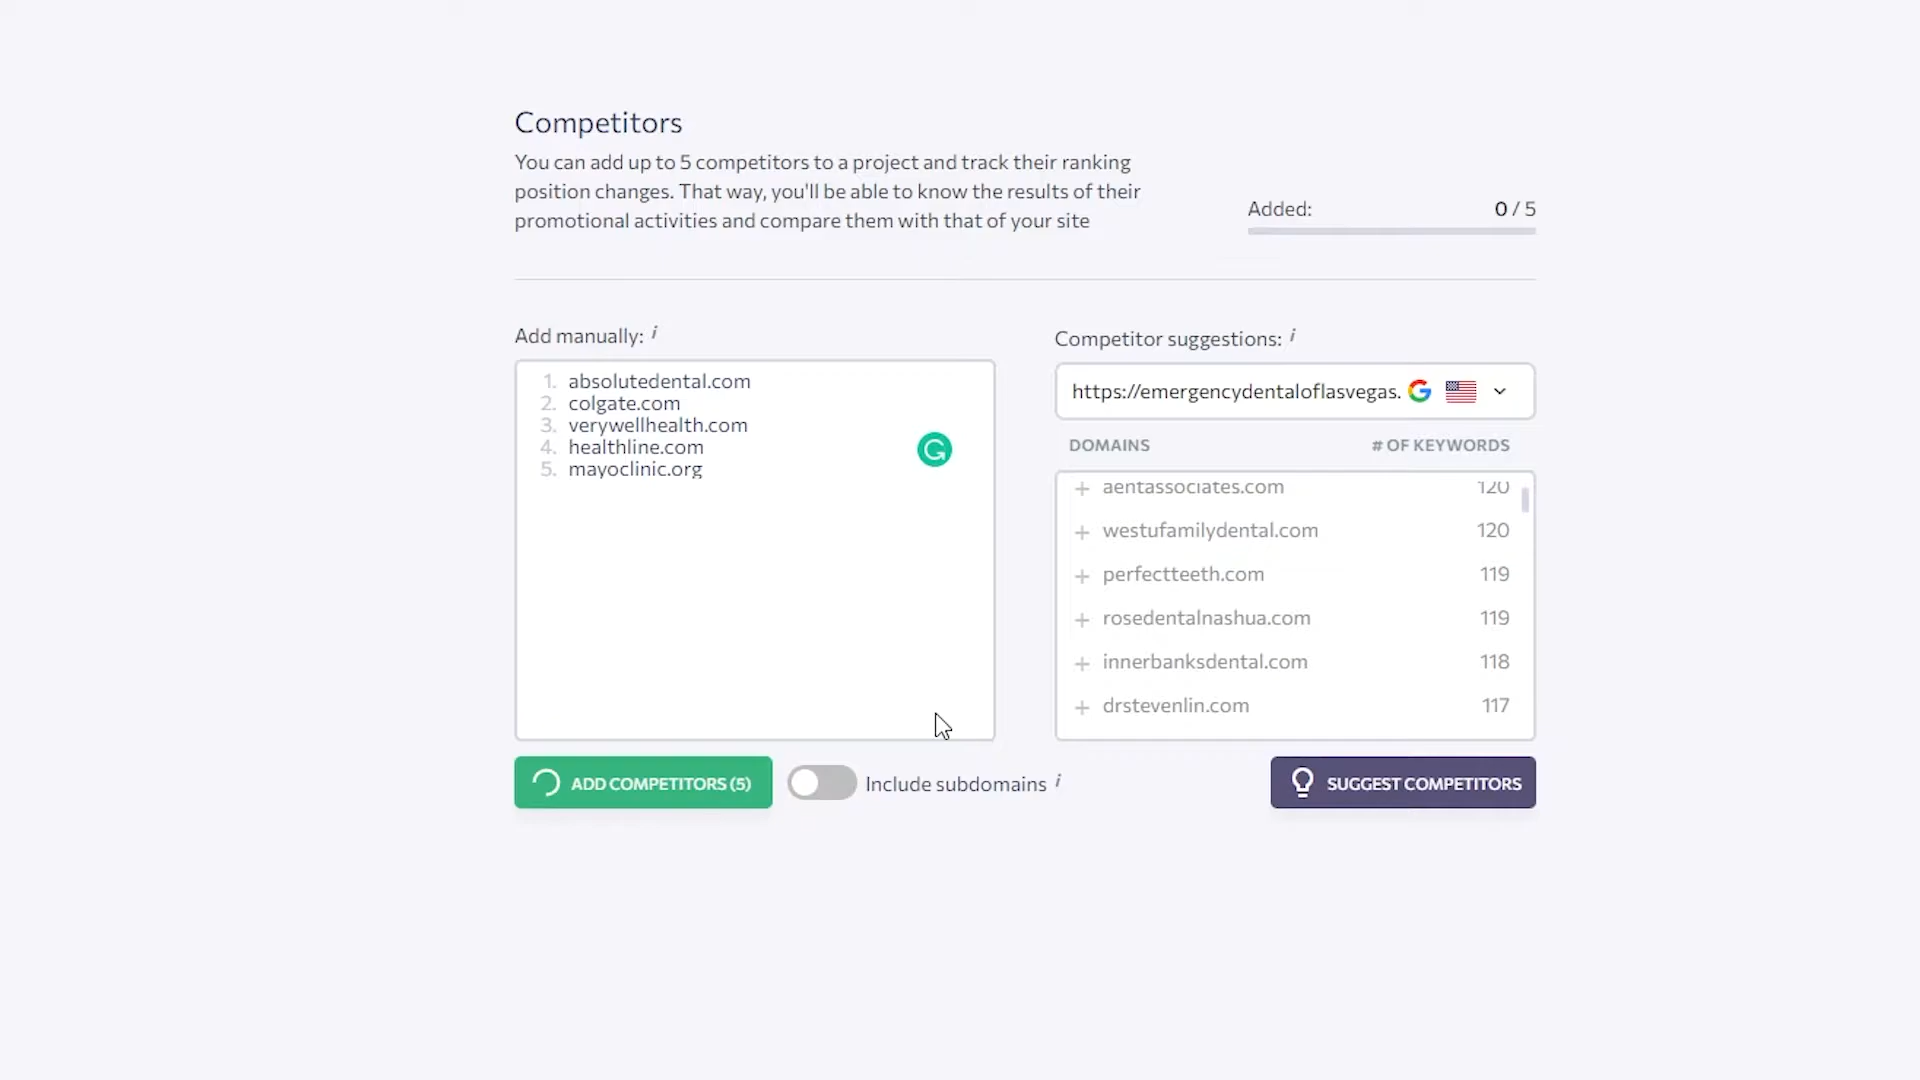 Competitors
You can add up to 5 competitors to a project and track their ranking
position changes. That way, you'll be able to know the results of their
promotional activities and compare them with that of your site
Added: 0 / 5
Add manually: i
1. absolutedental.com
2. colgate.com
3. verywellhealth.com
4. healthline.com
5. mayoclinic.org
ADD COMPETITORS (5)
Include subdomains i
Competitor suggestions: i
https://emergencydentaloflasvegas.
DOMAINS # OF KEYWORDS
+ aentassociates.com 120
+ westufamilydental.com 120
+ perfectteeth.com 119
+ rosedentalnashua.com 119
+ innerbanksdental.com 118
+ drstevenlin.com 117
SUGGEST COMPETITORS